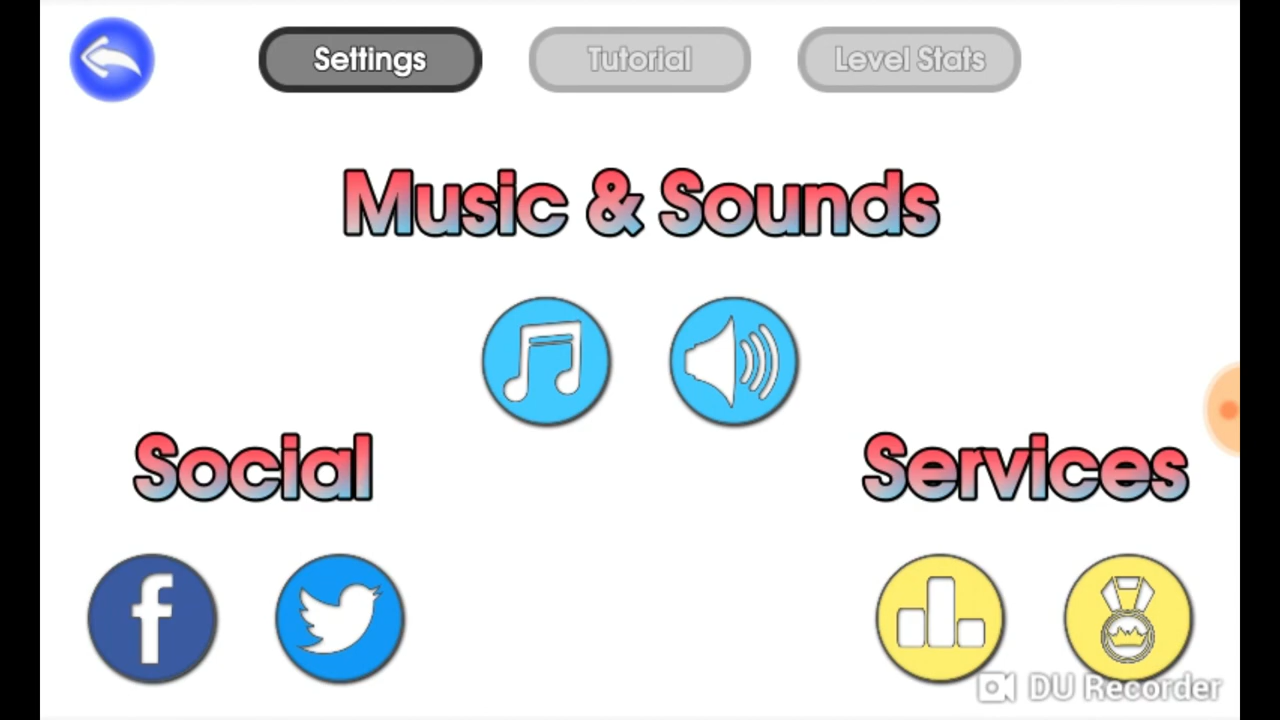 Settings
Tutorial
Level Stats
Music & Sounds
Social
Services
DU Recorder